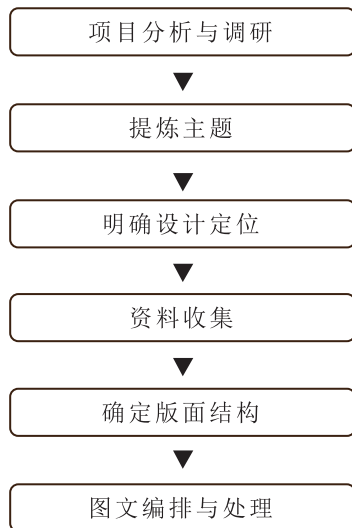 项目分析与调研
提炼主题
明确设计定位
资料收集
确定版面结构
图文编排与处理